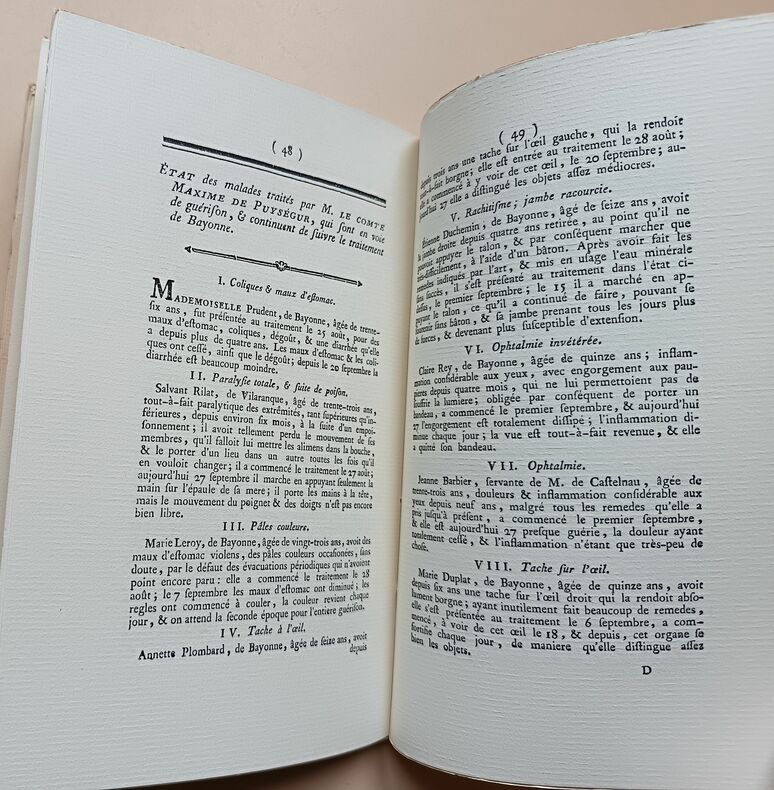 ( 48 )
ÉTAT des malades traités par M. LE COMTE
MAXIME DE PUYSÉGUR, qui ſont en voie
de guériſon, & continuent de ſuivre le traitement
de Bayonne.
I. Coliques & maux d'eſtomac.
MADEMOISELLE Prudent, de Bayonne, âgée de trente-
ſix ans, fut préſentée au traitement le 25 août, pour des
maux d'eſtomac, coliques, dégoût, & une diarrhée qu'elle
a depuis plus de quatre ans. Les maux d'eſtomac & les coli-
ques ont ceſſé, ainſi que le dégoût; depuis le 20 ſeptembre la
diarrhée eſt beaucoup moindre.
II. Paralyſie totale, & ſuite de poiſon.
Salvant Rilat, de Vilaranque, âgé de trente-trois ans,
tout-à-fait paralytique des extrêmités, tant ſupérieures qu'in-
férieures, depuis environ ſix mois, à la ſuite d'un empoi-
ſonnement; il avoit tellement perdu le mouvement de ſes
membres, qu'il falloit lui mettre les alimens dans la bouche,
& le porter d'un lieu dans un autre toutes les fois qu'il
en vouloit changer; il a commencé le traitement le 27 août;
aujourd'hui 27 ſeptembre il marche en appuyant ſeulement la
main ſur l'épaule de ſa mere; il porte les mains à la tête,
mais le mouvement du poignet & des doigts n'eſt pas encore
bien libre.
III. Pâles couleurs.
Marie Leroy, de Bayonne, âgée de vingt-trois ans, avoit des
maux d'eſtomac violens, des pâles couleurs occaſionées, ſans
doute, par le défaut des évacuations périodiques qui n'avoient
point encore paru: elle a commencé le traitement le 28
août; le 7 ſeptembre les maux d'eſtomac ont diminué; les
regles ont commencé à couler, la couleur revient chaque
jour, & on attend la seconde époque pour l'entiere guériſon.
IV. Tache à l'œil.
Annette Plombard, de Bayonne, âgée de ſeize ans, avoit
depuis
( 49 )
depuis trois ans une tache ſur l'œil gauche, qui la rendoit
tout-à-fait borgne; elle eſt entrée au traitement le 28 août;
elle a commencé à y voir de cet œil, le 20 ſeptembre; au-
jourd'hui 27 elle a diſtingué les objets aſſez médiocres.
V. Rachitiſme; jambe racourcie.
Étienne Duchemin, de Bayonne, âgé de ſeize ans, avoit
la jambe droite depuis quatre ans retirée, au point qu'il ne
pouvoit appuyer le talon, & par conſéquent marcher que
très-difficilement, à l'aide d'un bâton. Après avoir fait les
remedes indiqués par l'art, & mis en uſage l'eau minérale
ſans ſuccès, il s'eſt préſenté au traitement dans l'état ci-
deſſus, le premier ſeptembre; le 15 il a marché en ap-
puyant le talon, ce qu'il a continué de faire, pouvant ſe
ſoutenir ſans bâton, & ſa jambe prenant tous les jours plus
de forces, & devenant plus ſuſceptible d'extenſion.
VI. Ophtalmie invétérée.
Claire Rey, de Bayonne, âgée de quinze ans; inflam-
mation conſidérable aux yeux, avec engorgement aux pau-
pières depuis quatre mois, qui ne lui permettoient pas de
ſouffrir la lumière; obligée par conſéquent de porter un
bandeau, a commencé le premier ſeptembre, & aujourd'hui
27 l'engorgement eſt totalement diſſipé; l'inflammation di-
minue chaque jour; la vue eſt tout-à-fait revenue, & elle
a quitté ſon bandeau.
VII. Ophtalmie.
Jeanne Barbier, ſervante de M. de Caſtelnau, âgée de
trente-trois ans, douleurs & inflammation conſidérable aux
yeux depuis neuf ans, malgré tous les remedes qu'elle a
pris juſqu'à préſent, a commencé le premier ſeptembre,
& elle eſt aujourd'hui 27 preſque guérie, la douleur ayant
totalement ceſſé, & l'inflammation n'étant que très-peu de
choſe.
VIII. Tache ſur l'œil.
Marie Duplat, de Bayonne, âgée de quinze ans, avoit
depuis ſix ans une tache ſur l'œil droit qui la rendoit abſo-
lument borgne; ayant inutilement fait beaucoup de remedes,
elle s'eſt préſentée au traitement le 6 ſeptembre, a com-
mencé, à voir de cet œil le 18, & depuis, cet organe ſe
fortifie chaque jour, de maniere qu'elle diſtingue aſſez
bien les objets.
D